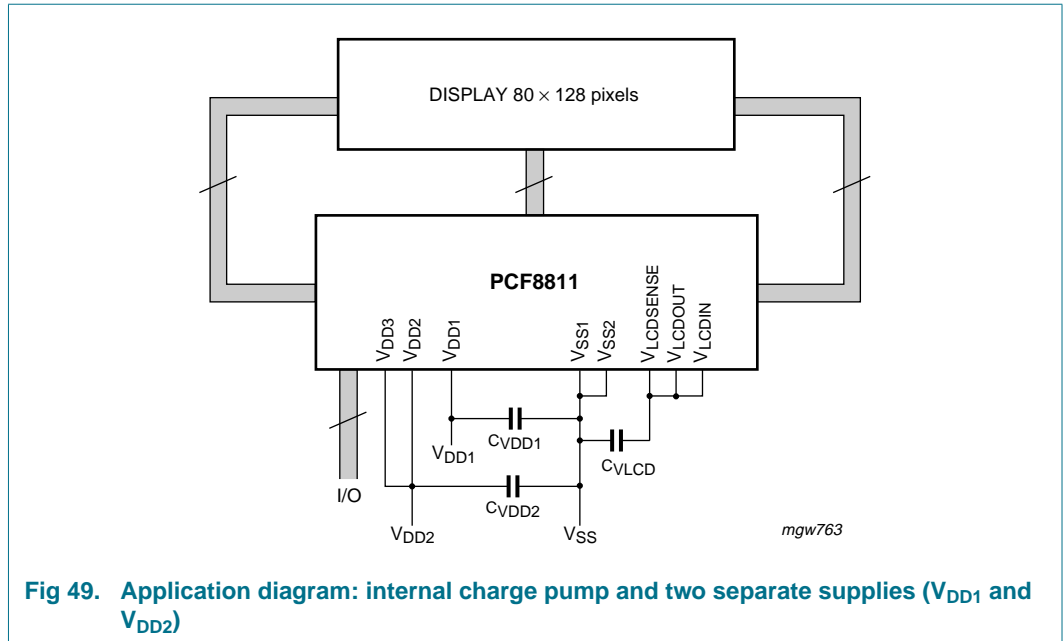 DISPLAY 80 × 128 pixels
PCF8811
VDD3
VDD2
VDD1
VSS1
VSS2
VLCDSENSE
VLCDOUT
VLCDIN
CVDD1
VDD1
CVLCD
I/O
CVDD2
VDD2
VSS
mgw763
Fig 49. Application diagram: internal charge pump and two separate supplies (VDD1 and
VDD2)